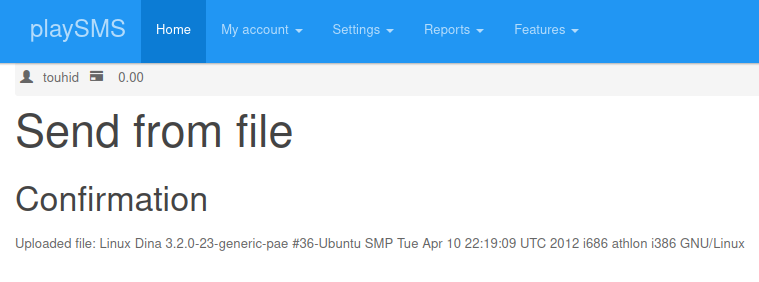 playSMS Home My account Settings Reports Features
touhid 0.00
Send from file
Confirmation
Uploaded file: Linux Dina 3.2.0-23-generic-pae #36-Ubuntu SMP Tue Apr 10 22:19:09 UTC 2012 i686 athlon i386 GNU/Linux